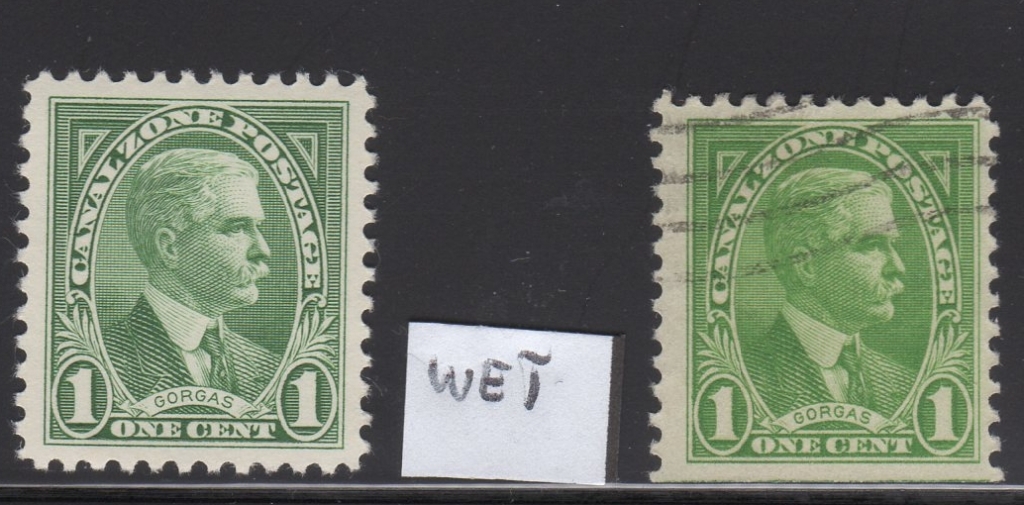 CANAL ZONE POSTAGE
1 GORGAS 1
ONE CENT
WET
CANAL ZONE POSTAGE
1 GORGAS 1
ONE CENT